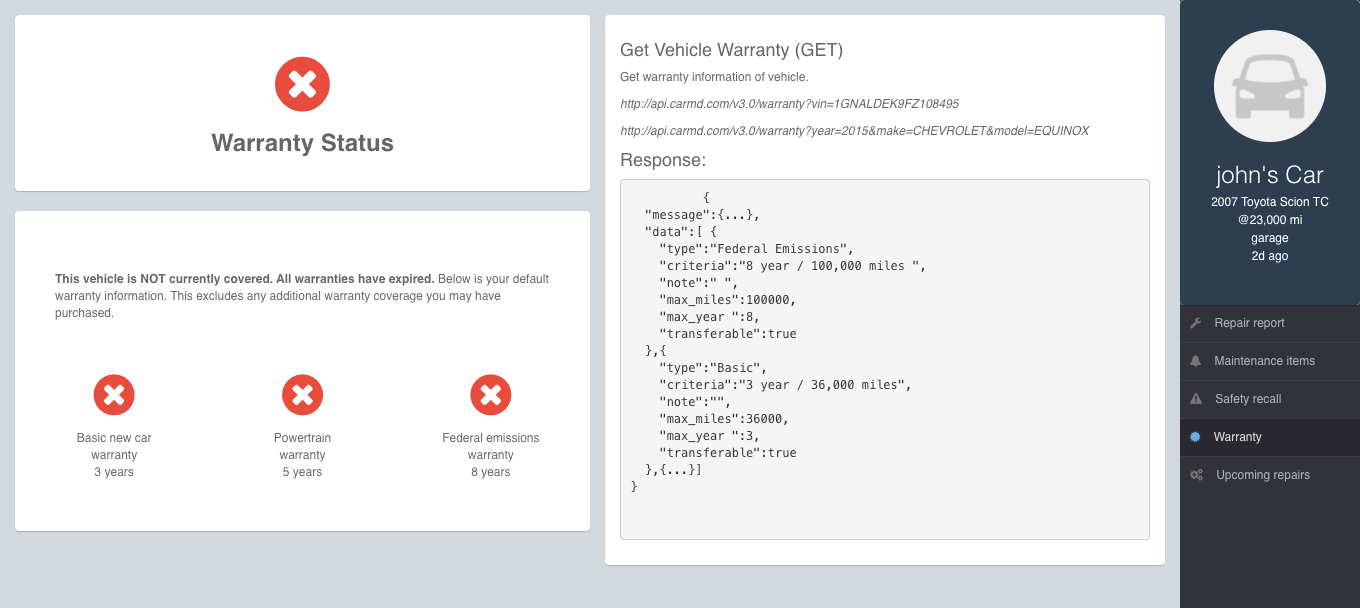 Warranty Status
This vehicle is NOT currently covered. All warranties have expired. Below is your default
warranty information. This excludes any additional warranty coverage you may have
purchased.
Basic new car
warranty
3 years
Powertrain
warranty
5 years
Federal emissions
warranty
8 years
Get Vehicle Warranty (GET)
Get warranty information of vehicle.
http://api.carmd.com/v3.0/warranty?vin=1GNALDEK9FZ108495
http://api.carmd.com/v3.0/warranty?year=2015&make=CHEVROLET&model=EQUINOX
Response:
{
"message":{...},
"data":[ {
"type":"Federal Emissions",
"criteria":"8 year / 100,000 miles ",
"note":" ",
"max_miles":100000,
"max_year ":8,
"transferable":true
},{
"type":"Basic",
"criteria":"3 year / 36,000 miles",
"note":"",
"max_miles":36000,
"max_year ":3,
"transferable":true
},{...}]
}
john's Car
2007 Toyota Scion TC
@23,000 mi
garage
2d ago
Repair report
Maintenance items
Safety recall
Warranty
Upcoming repairs